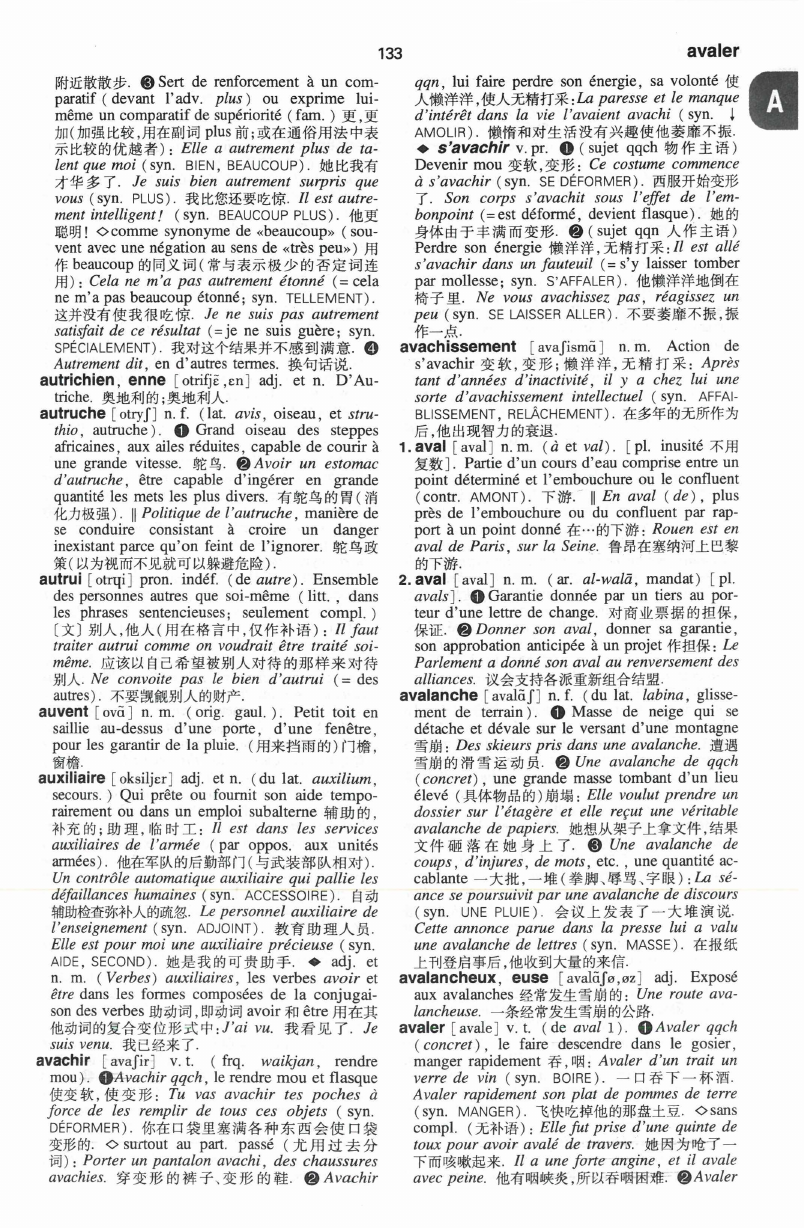 133
avaler
A
附近散散步. ❸ Sert de renforcement à un com-
paratif (devant l'adv. plus) ou exprime lui-
même un comparatif de supériorité (fam.) 更,更
加(加强比较,用在副词 plus 前;或在通俗用法中表
示比较的优越者): Elle a autrement plus de ta-
lent que moi (syn. BIEN, BEAUCOUP). 她比我有
才华多了. Je suis bien autrement surpris que
vous (syn. PLUS). 我比您还要吃惊. Il est autre-
ment intelligent! (syn. BEAUCOUP PLUS). 他更
聪明! ◇comme synonyme de «beaucoup» (sou-
vent avec une négation au sens de «très peu») 用
作 beaucoup 的同义词(常与表示极少的否定词连
用): Cela ne m'a pas autrement étonné (= cela
ne m'a pas beaucoup étonné; syn. TELLEMENT).
这并没有使我很吃惊. Je ne suis pas autrement
satisfait de ce résultat (= je ne suis guère; syn.
SPÉCIALEMENT). 我对这个结果并不感到满意. ❹
Autrement dit, en d'autres termes. 换句话说.
autrichien, enne [otriʃjɛ̃,ɛn] adj. et n. D'Au-
triche. 奥地利的;奥地利人.
autruche [otryʃ] n. f. (lat. avis, oiseau, et stru-
thio, autruche). ❶ Grand oiseau des steppes
africaines, aux ailes réduites, capable de courir à
une grande vitesse. 鸵鸟. ❷ Avoir un estomac
d'autruche, être capable d'ingérer en grande
quantité les mets les plus divers. 有鸵鸟的胃(消
化力极强). ‖ Politique de l'autruche, manière de
se conduire consistant à croire un danger
inexistant parce qu'on feint de l'ignorer. 鸵鸟政
策(以为视而不见就可以躲避危险).
autrui [otrɥi] pron. indéf. (de autre). Ensemble
des personnes autres que soi-même (litt., dans
les phrases sentencieuses; seulement compl.)
[文] 别人,他人(用在格言中,仅作补语): Il faut
traiter autrui comme on voudrait être traité soi-
même. 应该以自己希望被别人对待的那样来对待
别人. Ne convoite pas le bien d'autrui (= des
autres). 不要觊觎别人的财产.
auvent [ovɑ̃] n. m. (orig. gaul.). Petit toit en
saillie au-dessus d'une porte, d'une fenêtre,
pour les garantir de la pluie. (用来挡雨的)门檐,
窗檐.
auxiliaire [oksiljɛr] adj. et n. (du lat. auxilium,
secours.) Qui prête ou fournit son aide tempo-
rairement ou dans un emploi subalterne 辅助的,
补充的;助理,临时工: Il est dans les services
auxiliaires de l'armée (par oppos. aux unités
armées). 他在军队的后勤部门(与武装部队相对).
Un contrôle automatique auxiliaire qui pallie les
défaillances humaines (syn. ACCESSOIRE). 自动
辅助检查弥补人的疏忽. Le personnel auxiliaire de
l'enseignement (syn. ADJOINT). 教育助理人员.
Elle est pour moi une auxiliaire précieuse (syn.
AIDE, SECOND). 她是我的可贵助手. ◆ adj. et
n. m. (Verbes) auxiliaires, les verbes avoir et
être dans les formes composées de la conjugai-
son des verbes 助动词,即动词 avoir 和 être 用在其
他动词的复合变位形式中: J'ai vu. 我看见了. Je
suis venu. 我已经来了.
avachir [avaʃir] v. t. (frq. waikjan, rendre
mou). ❶Avachir qqch, le rendre mou et flasque
使变软,使变形: Tu vas avachir tes poches à
force de les remplir de tous ces objets (syn.
DÉFORMER). 你在口袋里塞满各种东西会使口袋
变形的. ◇ surtout au part. passé (尤用过去分
词): Porter un pantalon avachi, des chaussures
avachies. 穿变形的裤子、变形的鞋. ❷ Avachir
qqn, lui faire perdre son énergie, sa volonté 使
人懒洋洋,使人无精打采: La paresse et le manque
d'intérêt dans la vie l'avaient avachi (syn. ↓
AMOLIR). 懒惰和对生活没有兴趣使他萎靡不振.
◆ s'avachir v. pr. ❶ (sujet qqch 物作主语)
Devenir mou 变软,变形: Ce costume commence
à s'avachir (syn. SE DÉFORMER). 西服开始变形
了. Son corps s'avachit sous l'effet de l'em-
bonpoint (= est déformé, devient flasque). 她的
身体由于丰满而变形. ❷ (sujet qqn 人作主语)
Perdre son énergie 懒洋洋,无精打采: Il est allé
s'avachir dans un fauteuil (= s'y laisser tomber
par mollesse; syn. S'AFFALER). 他懒洋洋地倒在
椅子里. Ne vous avachissez pas, réagissez un
peu (syn. SE LAISSER ALLER). 不要萎靡不振,振
作一点.
avachissement [avaʃismɑ̃] n. m. Action de
s'avachir 变软,变形;懒洋洋,无精打采: Après
tant d'années d'inactivité, il y a chez lui une
sorte d'avachissement intellectuel (syn. AFFAI-
BLISSEMENT, RELÂCHEMENT). 在多年的无所作为
后,他出现智力的衰退.
1. aval [aval] n. m. (à et val). [pl. inusité 不用
复数]. Partie d'un cours d'eau comprise entre un
point déterminé et l'embouchure ou le confluent
(contr. AMONT). 下游. ‖ En aval (de), plus
près de l'embouchure ou du confluent par rap-
port à un point donné 在…的下游: Rouen est en
aval de Paris, sur la Seine. 鲁昂在塞纳河上巴黎
的下游.
2. aval [aval] n. m. (ar. al-walā, mandat) [pl.
avals]. ❶ Garantie donnée par un tiers au por-
teur d'une lettre de change. 对商业票据的担保,
保证. ❷ Donner son aval, donner sa garantie,
son approbation anticipée à un projet 作担保: Le
Parlement a donné son aval au renversement des
alliances. 议会支持各派重新组合结盟.
avalanche [avalɑ̃ʃ] n. f. (du lat. labina, glisse-
ment de terrain). ❶ Masse de neige qui se
détache et dévale sur le versant d'une montagne
雪崩: Des skieurs pris dans une avalanche. 遭遇
雪崩的滑雪运动员. ❷ Une avalanche de qqch
(concret), une grande masse tombant d'un lieu
élevé (具体物品的)崩塌: Elle voulut prendre un
dossier sur l'étagère et elle reçut une véritable
avalanche de papiers. 她想从架子上拿文件,结果
文件砸落在她身上了. ❸ Une avalanche de
coups, d'injures, de mots, etc., une quantité ac-
cablante 一大批,一堆(拳脚、辱骂、字眼): La sé-
ance se poursuivit par une avalanche de discours
(syn. UNE PLUIE). 会议上发表了一大堆演说.
Cette annonce parue dans la presse lui a valu
une avalanche de lettres (syn. MASSE). 在报纸
上刊登启事后,他收到大量的来信.
avalancheux, euse [avalɑ̃ʃø,øz] adj. Exposé
aux avalanches 经常发生雪崩的: Une route ava-
lancheuse. 一条经常发生雪崩的公路.
avaler [avale] v. t. (de aval 1). ❶Avaler qqch
(concret), le faire descendre dans le gosier,
manger rapidement 吞,咽: Avaler d'un trait un
verre de vin (syn. BOIRE). 一口吞下一杯酒.
Avaler rapidement son plat de pommes de terre
(syn. MANGER). 飞快吃掉他的那盘土豆. ◇sans
compl. (无补语): Elle fut prise d'une quinte de
toux pour avoir avalé de travers. 她因为呛了一
下而咳嗽起来. Il a une forte angine, et il avale
avec peine. 他有咽峡炎,所以吞咽困难. ❷Avaler